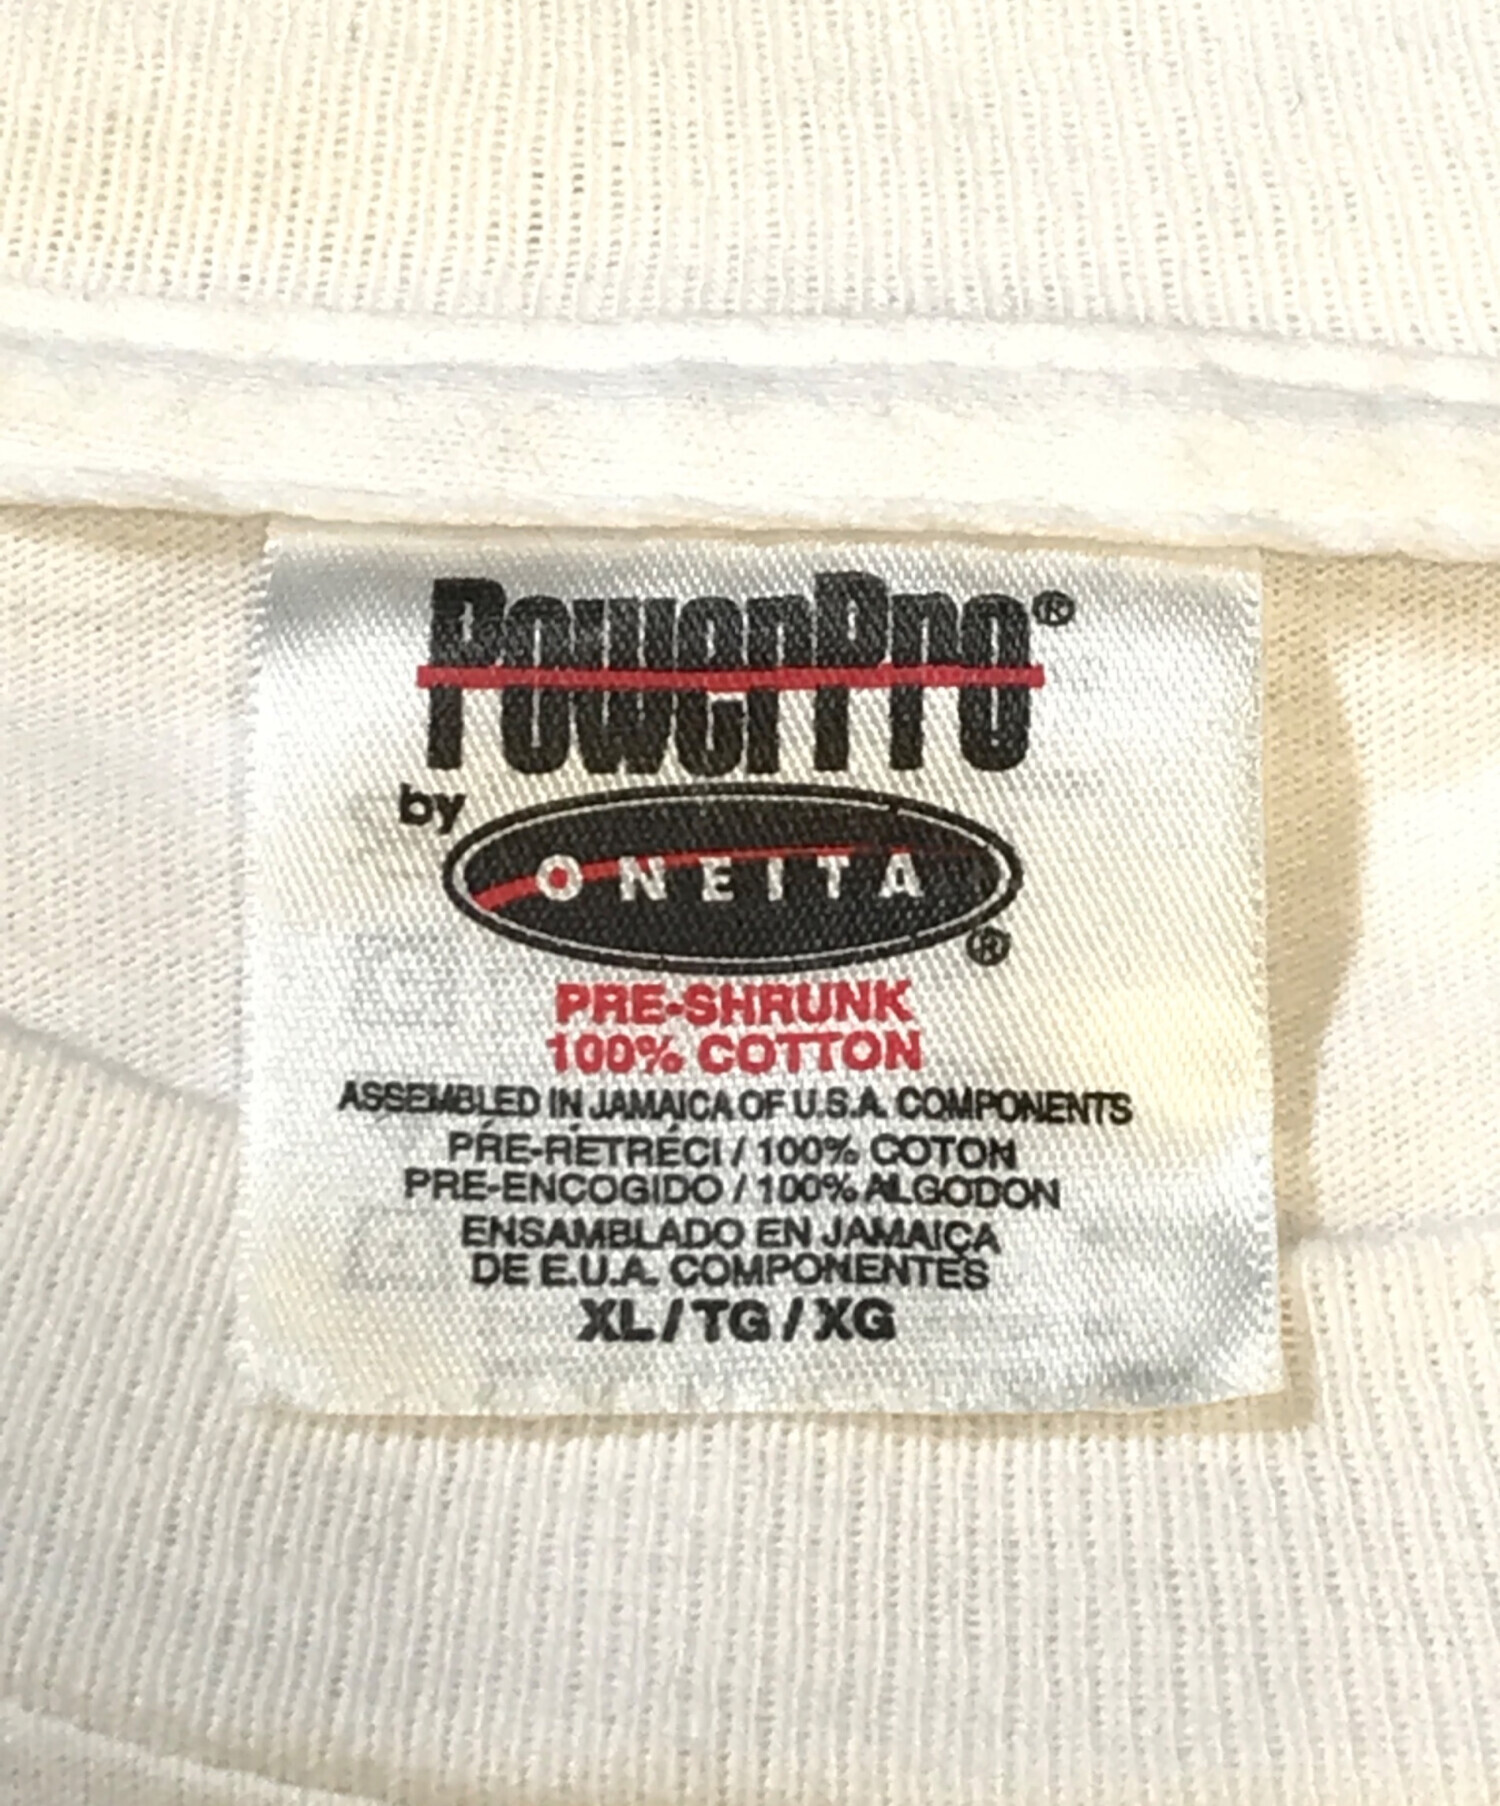 PowerPro®
by ONEITA®
PRE-SHRUNK
100% COTTON
ASSEMBLED IN JAMAICA OF U.S.A. COMPONENTS
PRÉ-RÉTRÉCI / 100% COTON
PRE-ENCOGIDO / 100% ALGODON
ENSAMBLADO EN JAMAICA
DE E.U.A. COMPONENTES
XL / TG / XG